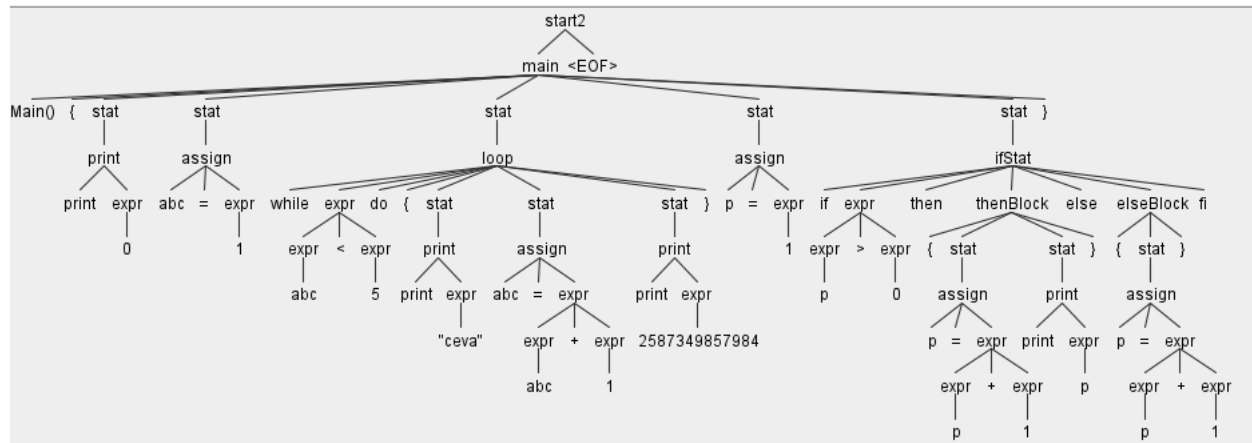 start2
main <EOF>
Main() { stat stat stat stat stat }
print assign loop assign ifStat
print expr abc = expr while expr do { stat stat stat } p = expr if expr then thenBlock else elseBlock fi
0 1 expr < expr print assign print 1 expr > expr { stat stat } { stat }
abc 5 print expr abc = expr print expr p 0 assign print assign
"ceva" expr + expr 2587349857984 p = expr print expr p = expr
abc 1 expr + expr p expr + expr
p 1 p 1